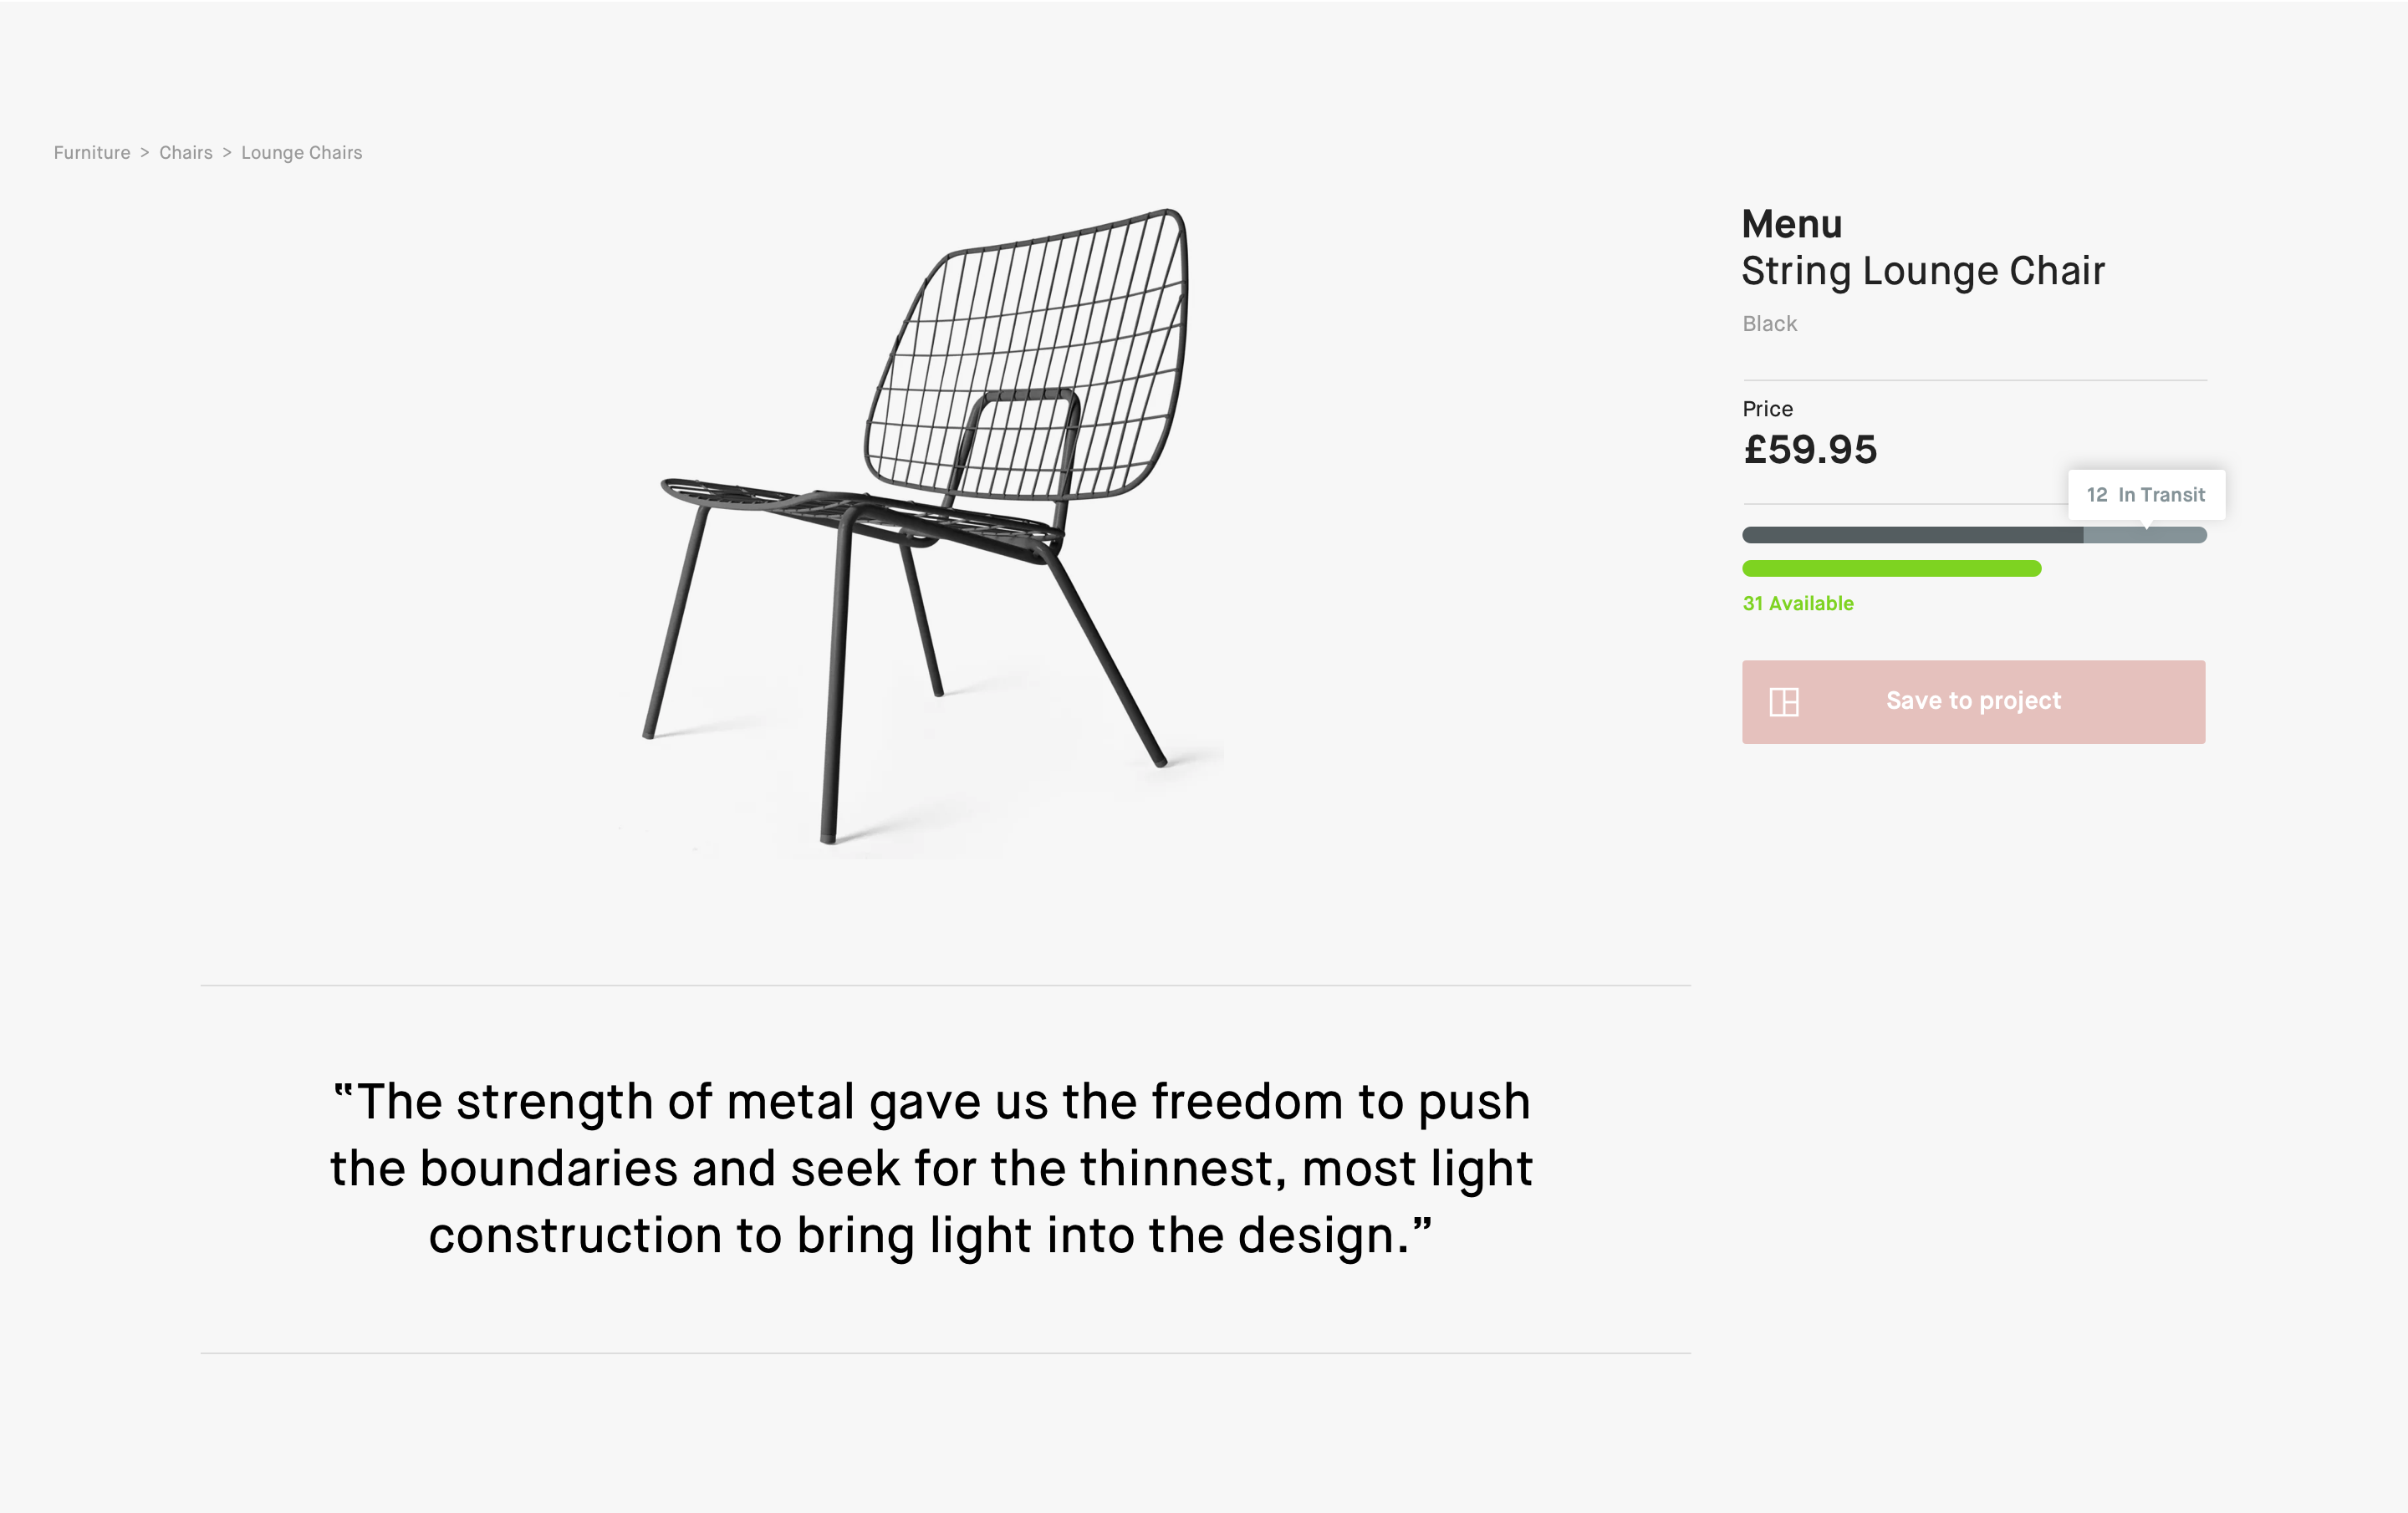 Furniture > Chairs > Lounge Chairs
Menu
String Lounge Chair
Black
Price
£59.95
12 In Transit
31 Available
Save to project
“The strength of metal gave us the freedom to push
the boundaries and seek for the thinnest, most light
construction to bring light into the design.”